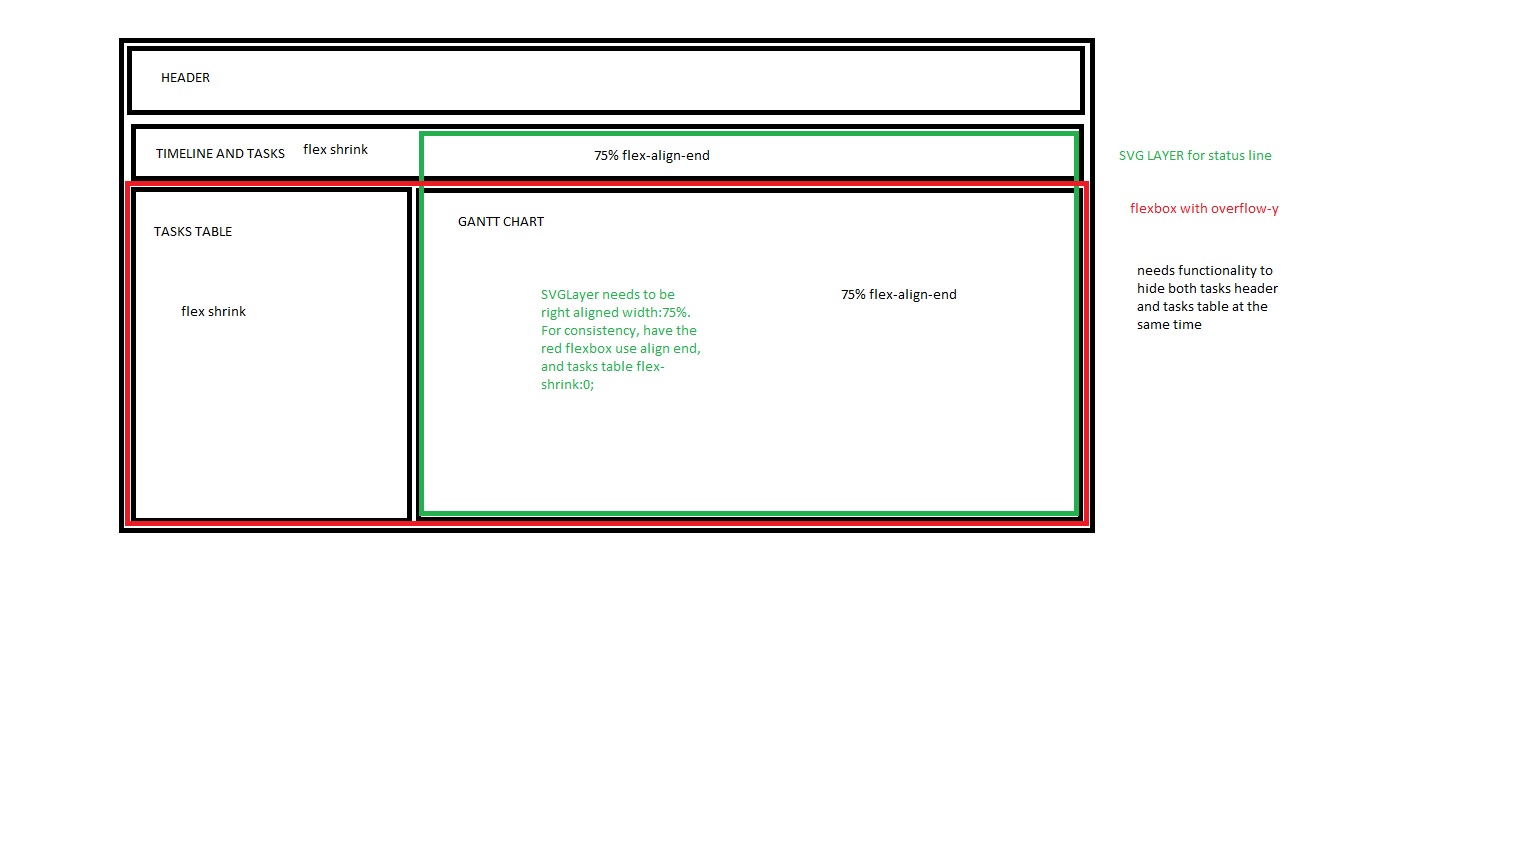 HEADER
TIMELINE AND TASKS
flex shrink
75% flex-align-end
SVG LAYER for status line
flexbox with overflow-y
TASKS TABLE
flex shrink
GANTT CHART
SVGLayer needs to be
right aligned width:75%.
For consistency, have the
red flexbox use align end,
and tasks table flex-
shrink:0;
75% flex-align-end
needs functionality to
hide both tasks header
and tasks table at the
same time